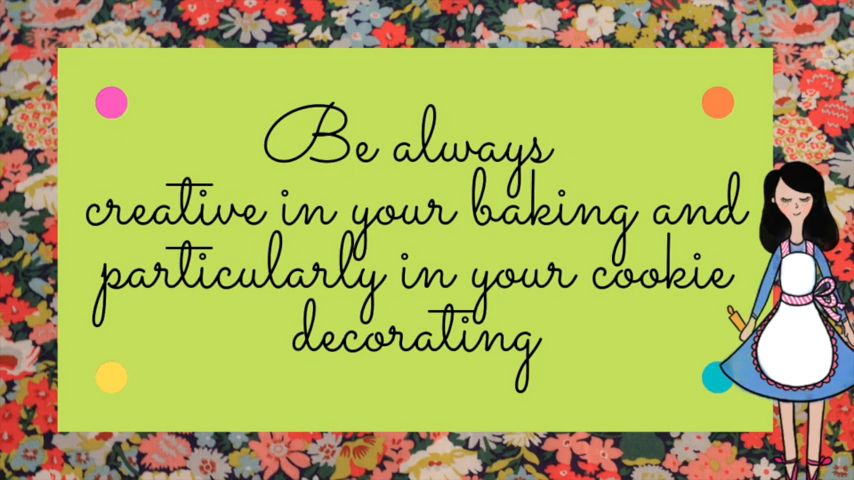 Be always
creative in your baking and
particularly in your cookie
decorating